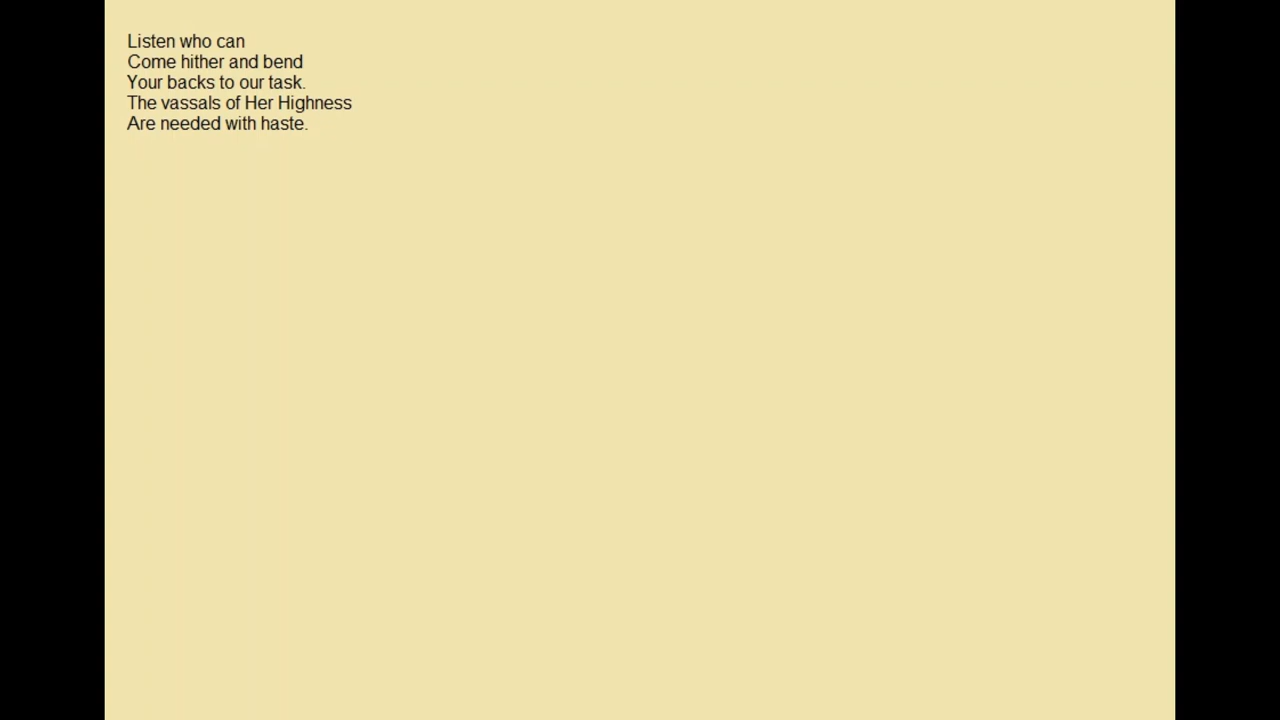 Listen who can
Come hither and bend
Your backs to our task.
The vassals of Her Highness
Are needed with haste.